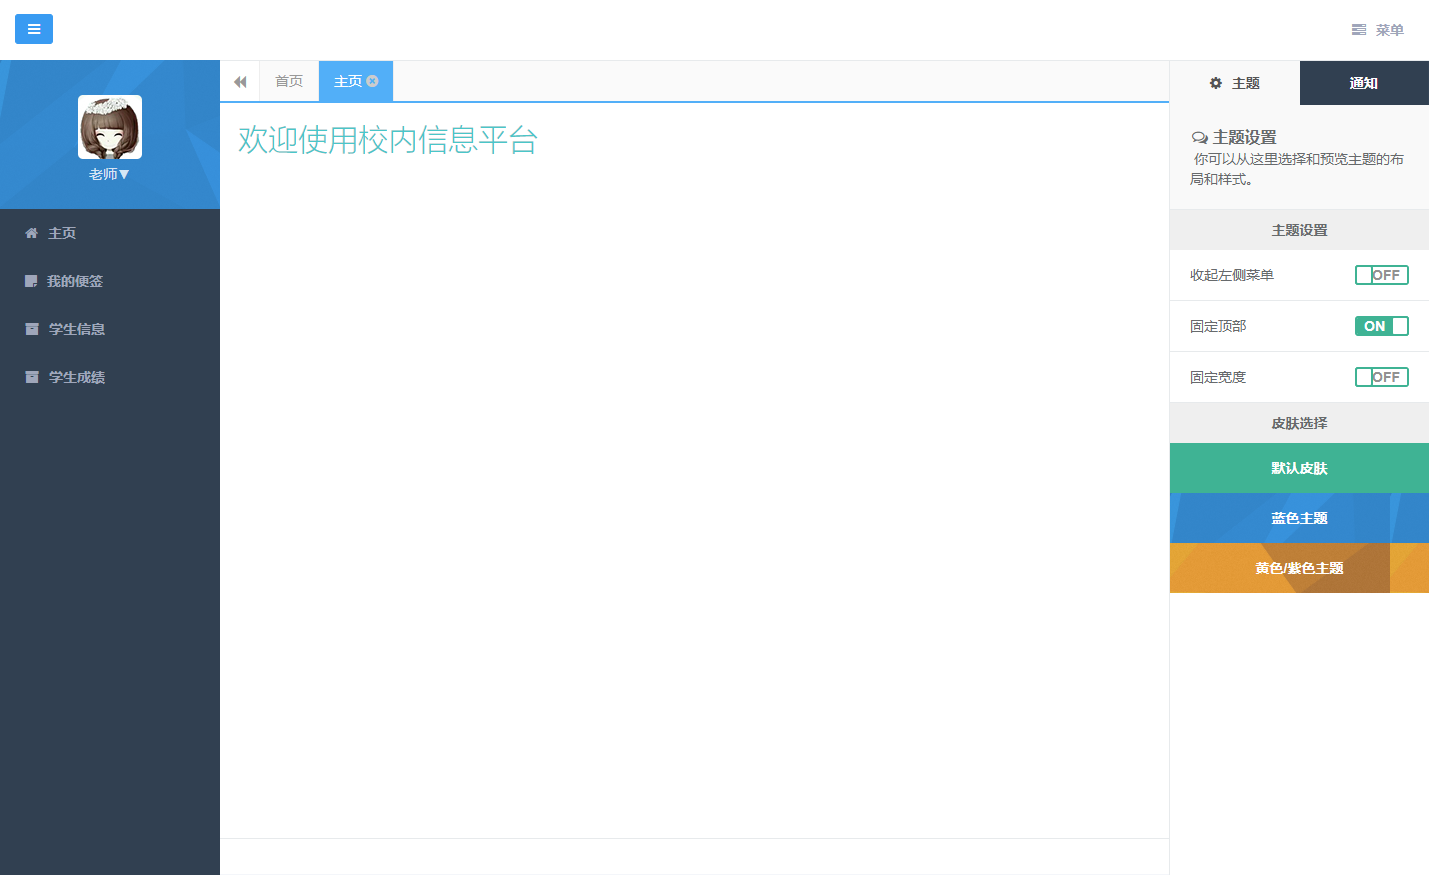 菜单
老师▼
主页
我的便签
学生信息
学生成绩
首页
主页
欢迎使用校内信息平台
主题
通知
主题设置
你可以从这里选择和预览主题的布
局和样式。
主题设置
收起左侧菜单
OFF
固定顶部
ON
固定宽度
OFF
皮肤选择
默认皮肤
蓝色主题
黄色/紫色主题